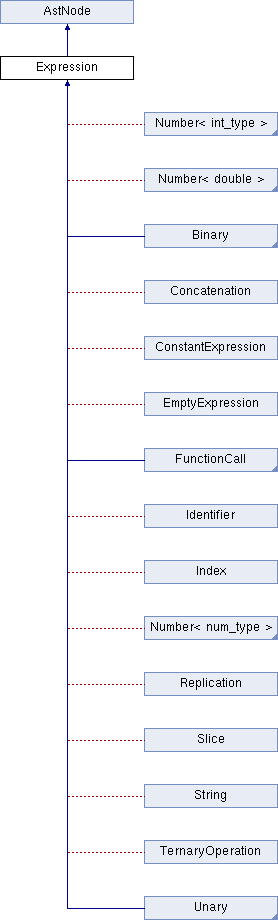 AstNode
Expression
Number< int_type >
Number< double >
Binary
Concatenation
ConstantExpression
EmptyExpression
FunctionCall
Identifier
Index
Number< num_type >
Replication
Slice
String
TernaryOperation
Unary